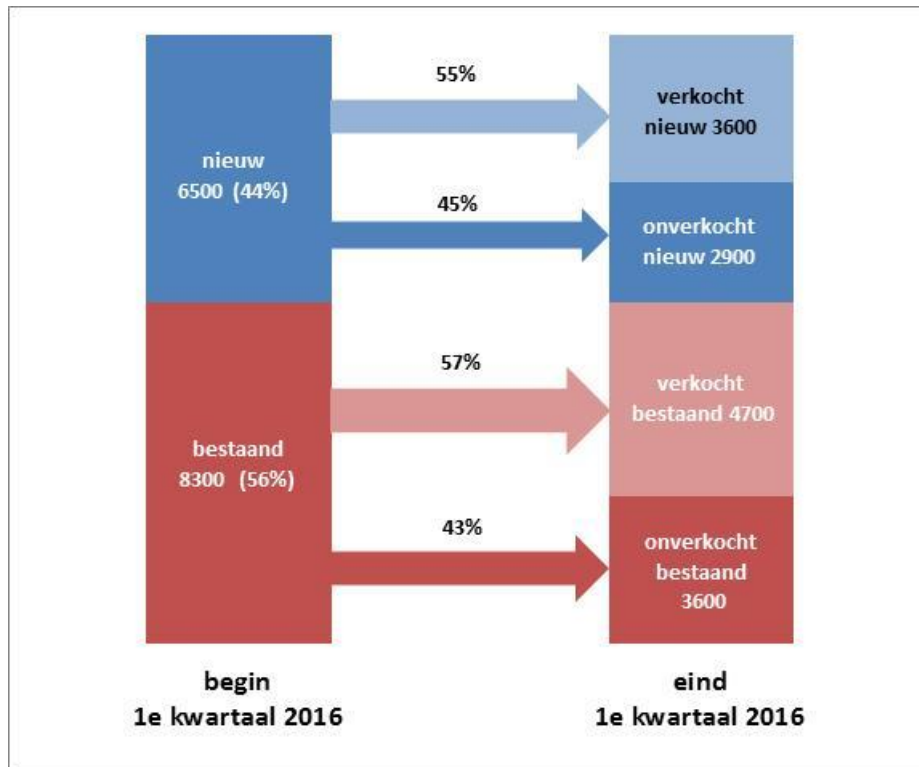 55%
verkocht
nieuw 3600
nieuw
6500 (44%)
45%
onverkocht
nieuw 2900
57%
verkocht
bestaand 4700
bestaand
8300 (56%)
43%
onverkocht
bestaand
3600
begin
1e kwartaal 2016
eind
1e kwartaal 2016